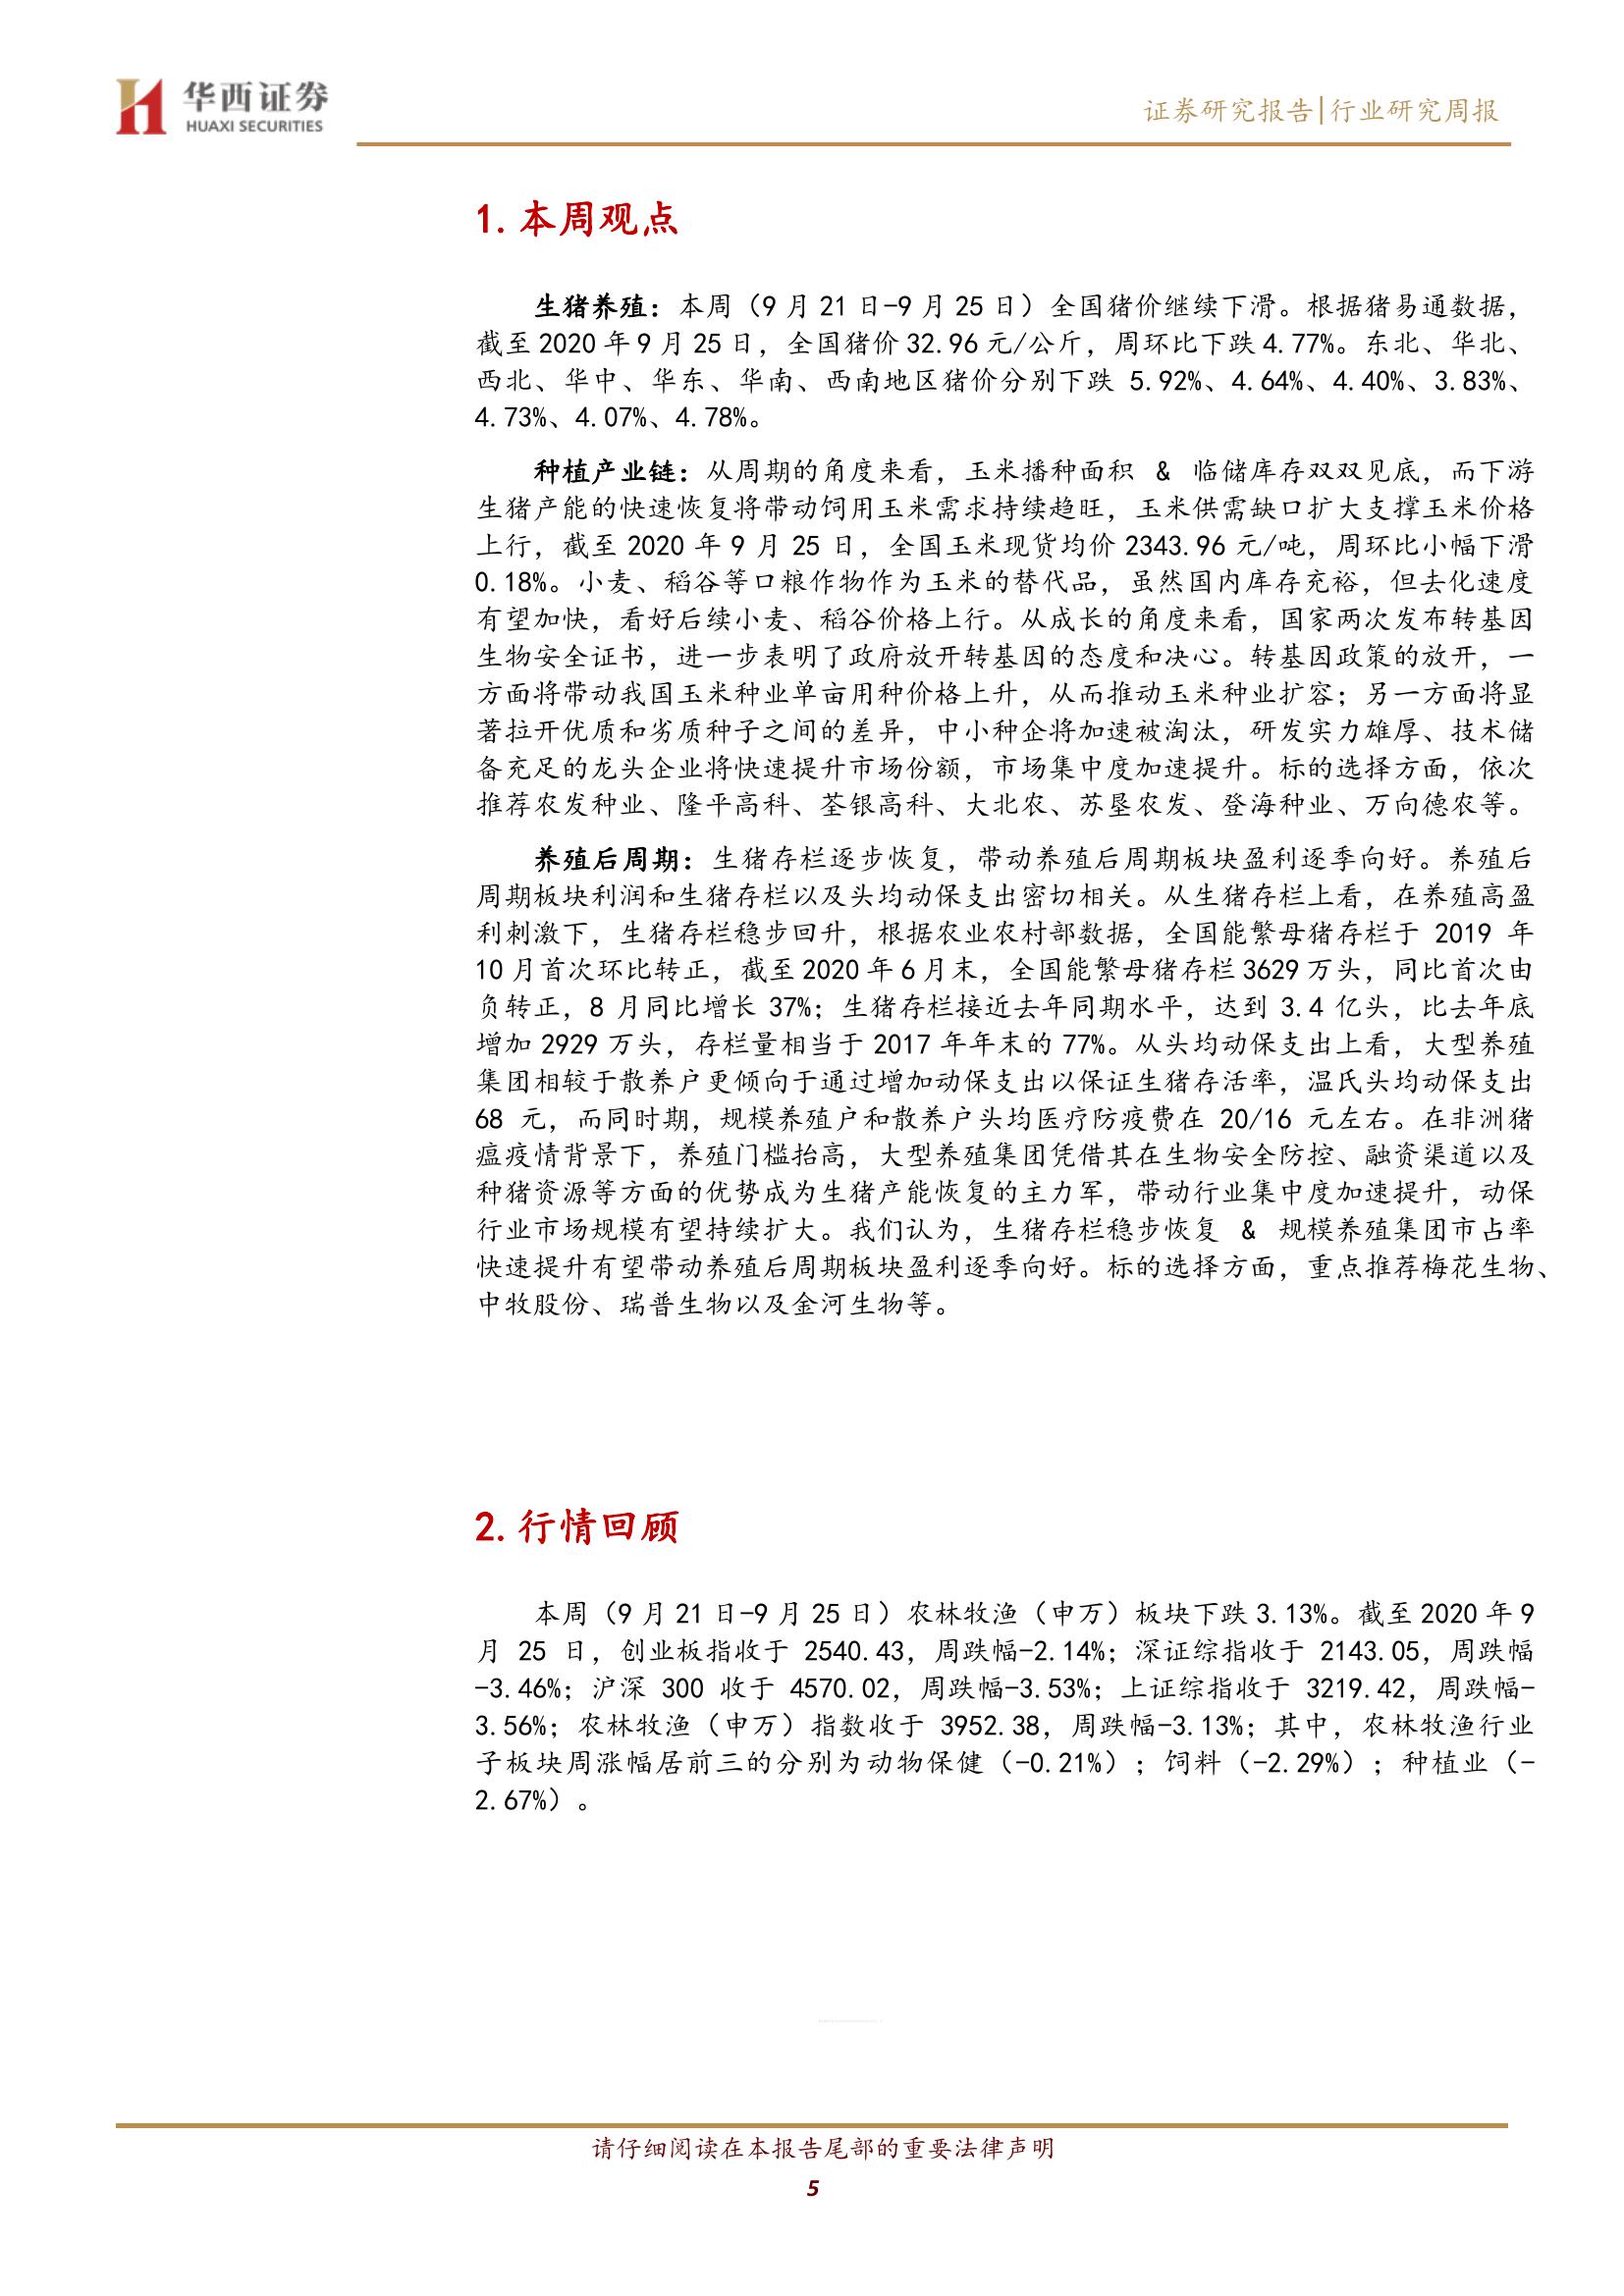 华西证券
HUAXI SECURITIES
证券研究报告|行业研究周报
1.本周观点
生猪养殖：本周（9 月 21 日-9 月 25 日）全国猪价继续下滑。根据猪易通数据，
截至 2020 年 9 月 25 日，全国猪价 32.96 元/公斤，周环比下跌 4.77%。东北、华北、
西北、华中、华东、华南、西南地区猪价分别下跌 5.92%、4.64%、4.40%、3.83%、
4.73%、4.07%、4.78%。
种植产业链：从周期的角度来看，玉米播种面积 & 临储库存双双见底，而下游
生猪产能的快速恢复将带动饲用玉米需求持续趋旺，玉米供需缺口扩大支撑玉米价格
上行，截至 2020 年 9 月 25 日，全国玉米现货均价 2343.96 元/吨，周环比小幅下滑
0.18%。小麦、稻谷等口粮作物作为玉米的替代品，虽然国内库存充裕，但去化速度
有望加快，看好后续小麦、稻谷价格上行。从成长的角度来看，国家两次发布转基因
生物安全证书，进一步表明了政府放开转基因的态度和决心。转基因政策的放开，一
方面将带动我国玉米种业单亩用种价格上升，从而推动玉米种业扩容；另一方面将显
著拉开优质和劣质种子之间的差异，中小种企将加速被淘汰，研发实力雄厚、技术储
备充足的龙头企业将快速提升市场份额，市场集中度加速提升。标的选择方面，依次
推荐农发种业、隆平高科、荃银高科、大北农、苏垦农发、登海种业、万向德农等。
养殖后周期：生猪存栏逐步恢复，带动养殖后周期板块盈利逐季向好。养殖后
周期板块利润和生猪存栏以及头均动保支出密切相关。从生猪存栏上看，在养殖高盈
利刺激下，生猪存栏稳步回升，根据农业农村部数据，全国能繁母猪存栏于 2019 年
10 月首次环比转正，截至 2020 年 6 月末，全国能繁母猪存栏 3629 万头，同比首次由
负转正，8 月同比增长 37%；生猪存栏接近去年同期水平，达到 3.4 亿头，比去年底
增加 2929 万头，存栏量相当于 2017 年年末的 77%。从头均动保支出上看，大型养殖
集团相较于散养户更倾向于通过增加动保支出以保证生猪存活率，温氏头均动保支出
68 元，而同时期，规模养殖户和散养户头均医疗防疫费在 20/16 元左右。在非洲猪
瘟疫情背景下，养殖门槛抬高，大型养殖集团凭借其在生物安全防控、融资渠道以及
种猪资源等方面的优势成为生猪产能恢复的主力军，带动行业集中度加速提升，动保
行业市场规模有望持续扩大。我们认为，生猪存栏稳步恢复 & 规模养殖集团市占率
快速提升有望带动养殖后周期板块盈利逐季向好。标的选择方面，重点推荐梅花生物、
中牧股份、瑞普生物以及金河生物等。
2.行情回顾
本周（9 月 21 日-9 月 25 日）农林牧渔（申万）板块下跌 3.13%。截至 2020 年 9
月 25 日，创业板指收于 2540.43，周跌幅-2.14%；深证综指收于 2143.05，周跌幅
-3.46%；沪深 300 收于 4570.02，周跌幅-3.53%；上证综指收于 3219.42，周跌幅-
3.56%；农林牧渔（申万）指数收于 3952.38，周跌幅-3.13%；其中，农林牧渔行业
子板块周涨幅居前三的分别为动物保健（-0.21%）；饲料（-2.29%）；种植业（-
2.67%）。
请仔细阅读在本报告尾部的重要法律声明
5